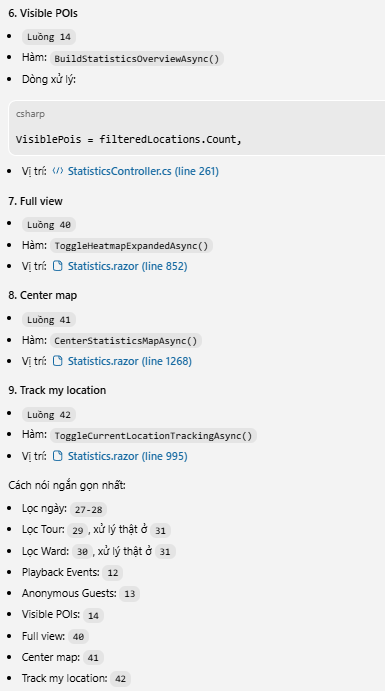 6. Visible POIs
Luồng 14
Hàm: BuildStatisticsOverviewAsync()
Dòng xử lý:
csharp
VisiblePois = filteredLocations.Count,
Vị trí: </> StatisticsController.cs (line 261)
7. Full view
Luồng 40
Hàm: ToggleHeatmapExpandedAsync()
Vị trí: Statistics.razor (line 852)
8. Center map
Luồng 41
Hàm: CenterStatisticsMapAsync()
Vị trí: Statistics.razor (line 1268)
9. Track my location
Luồng 42
Hàm: ToggleCurrentLocationTrackingAsync()
Vị trí: Statistics.razor (line 995)
Cách nói ngắn gọn nhất:
Lọc ngày: 27-28
Lọc Tour: 29, xử lý thật ở 31
Lọc Ward: 30, xử lý thật ở 31
Playback Events: 12
Anonymous Guests: 13
Visible POIs: 14
Full view: 40
Center map: 41
Track my location: 42